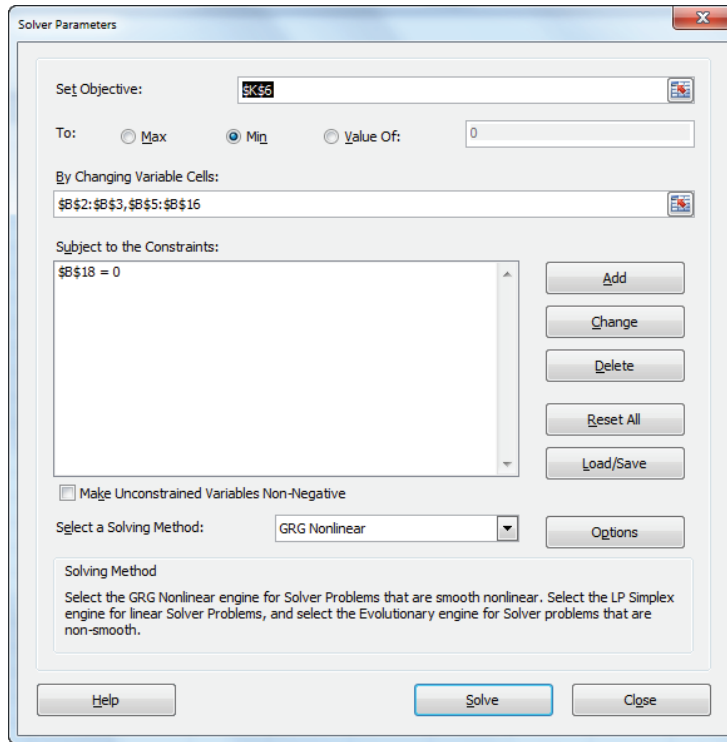 Solver Parameters
X
Set Objective: $K$6
To: Max Min Value Of: 0
By Changing Variable Cells:
$B$2:$B$3,$B$5:$B$16
Subject to the Constraints:
$B$18 = 0
Add
Change
Delete
Reset All
Load/Save
Make Unconstrained Variables Non-Negative
Select a Solving Method: GRG Nonlinear Options
Solving Method
Select the GRG Nonlinear engine for Solver Problems that are smooth nonlinear. Select the LP Simplex
engine for linear Solver Problems, and select the Evolutionary engine for Solver problems that are
non-smooth.
Help Solve Close